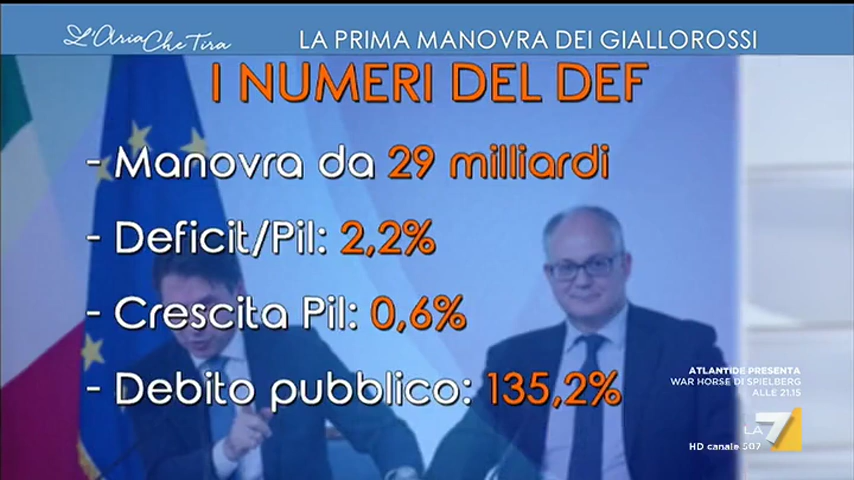 L'Aria Che Tira
LA PRIMA MANOVRA DEI GIALLOROSSI
I NUMERI DEL DEF
- Manovra da 29 milliardi
- Deficit/Pil: 2,2%
- Crescita Pil: 0,6%
- Debito pubblico: 135,2%
ATLANTIDE PRESENTA
WAR HORSE DI SPIELBERG
ALLE 21.15
LA 7
HD canale 507